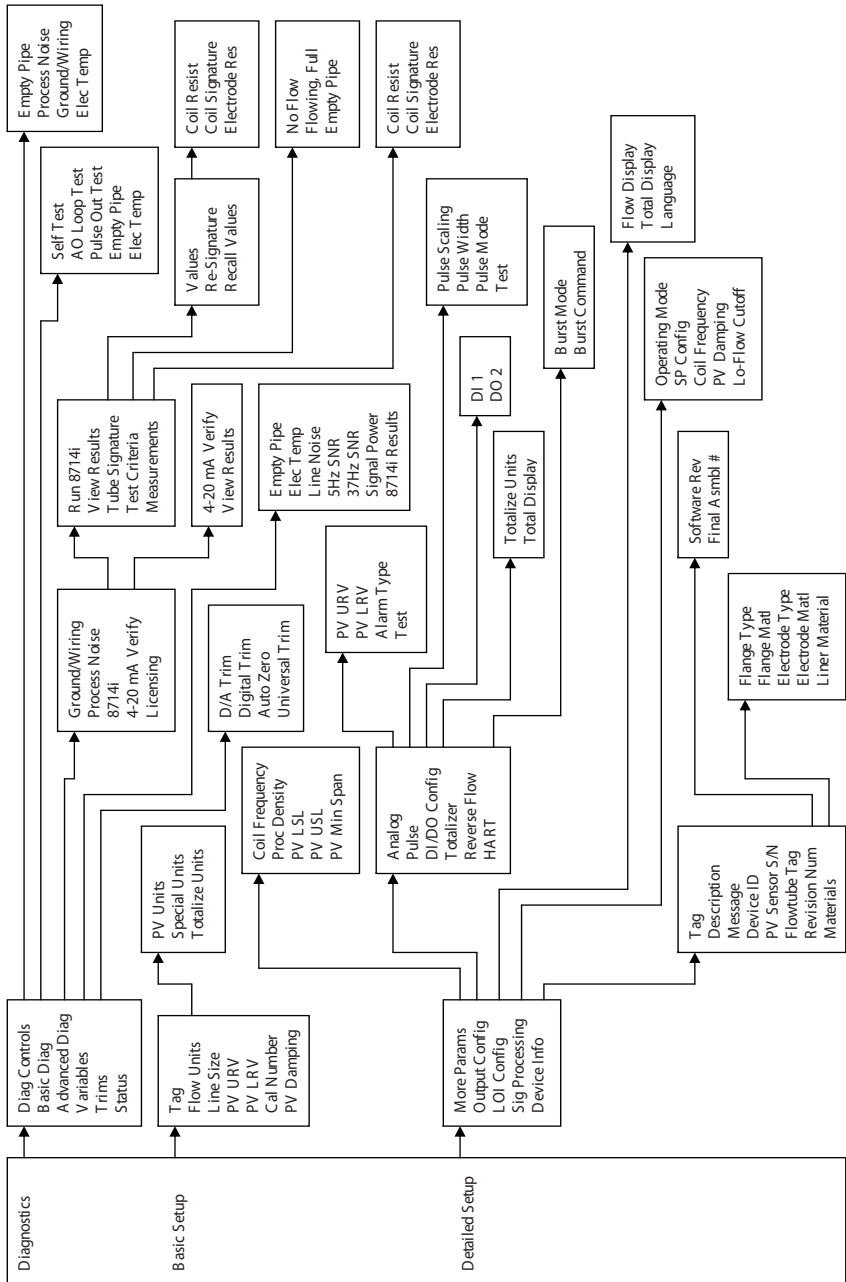 Diagnostics
Basic Setup
Detailed Setup
Diag Controls
Basic Diag
Advanced Diag
Variables
Trims
Status
Tag
Flow Units
Line Size
PV URV
PV LRV
Cal Number
PV Damping
More Params
Output Config
LOI Config
Sig Processing
Device Info
PV Units
Special Units
Totalize Units
Coil Frequency
Proc Density
PV LSL
PV USL
PV Min Span
Analog
Pulse
DI/DO Config
Totalizer
Reverse Flow
HART
Tag
Description
Message
Device ID
PV Sensor S/N
Flowtube Tag
Revision Num
Materials
Ground/Wiring
Process Noise
8714i
4-20 mA Verify
Licensing
D/A Trim
Digital Trim
Auto Zero
Universal Trim
PV URV
PV LRV
Alarm Type
Test
Flange Type
Flange Matl
Electrode Type
Electrode Matl
Liner Material
Run 8714i
View Results
Tube Signature
Test Criteria
Measurements
4-20 mA Verify
View Results
Empty Pipe
Elec Temp
Line Noise
5Hz SNR
37Hz SNR
Signal Power
8714i Results
Totalize Units
Total Display
Software Rev
Final Asmbl #
DI 1
DO 2
Operating Mode
SP Config
Coil Frequency
PV Damping
Lo-Flow Cutoff
Self Test
AO Loop Test
Pulse Out Test
Empty Pipe
Elec Temp
Values
Re-Signature
Recall Values
Pulse Scaling
Pulse Width
Pulse Mode
Test
Burst Mode
Burst Command
Flow Display
Total Display
Language
Empty Pipe
Process Noise
Ground/Wiring
Elec Temp
Coil Resist
Coil Signature
Electrode Res
No Flow
Flowing, Full
Empty Pipe
Coil Resist
Coil Signature
Electrode Res